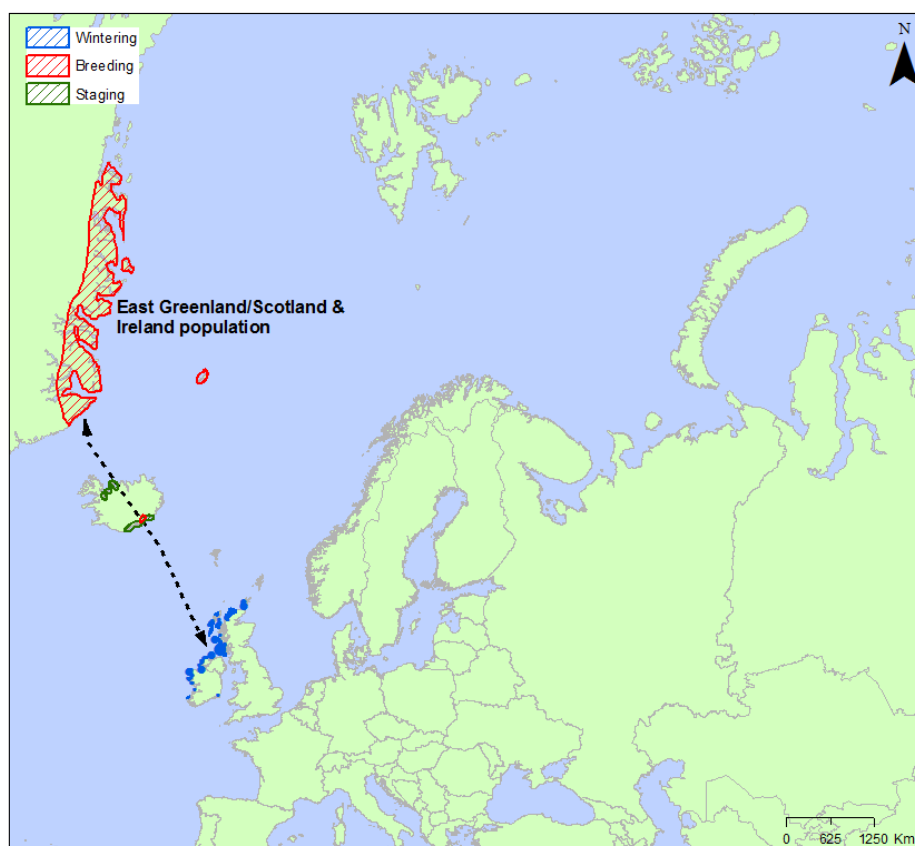 Wintering
Breeding
Staging
N
East Greenland/Scotland &
Ireland population
0 625 1250 Km